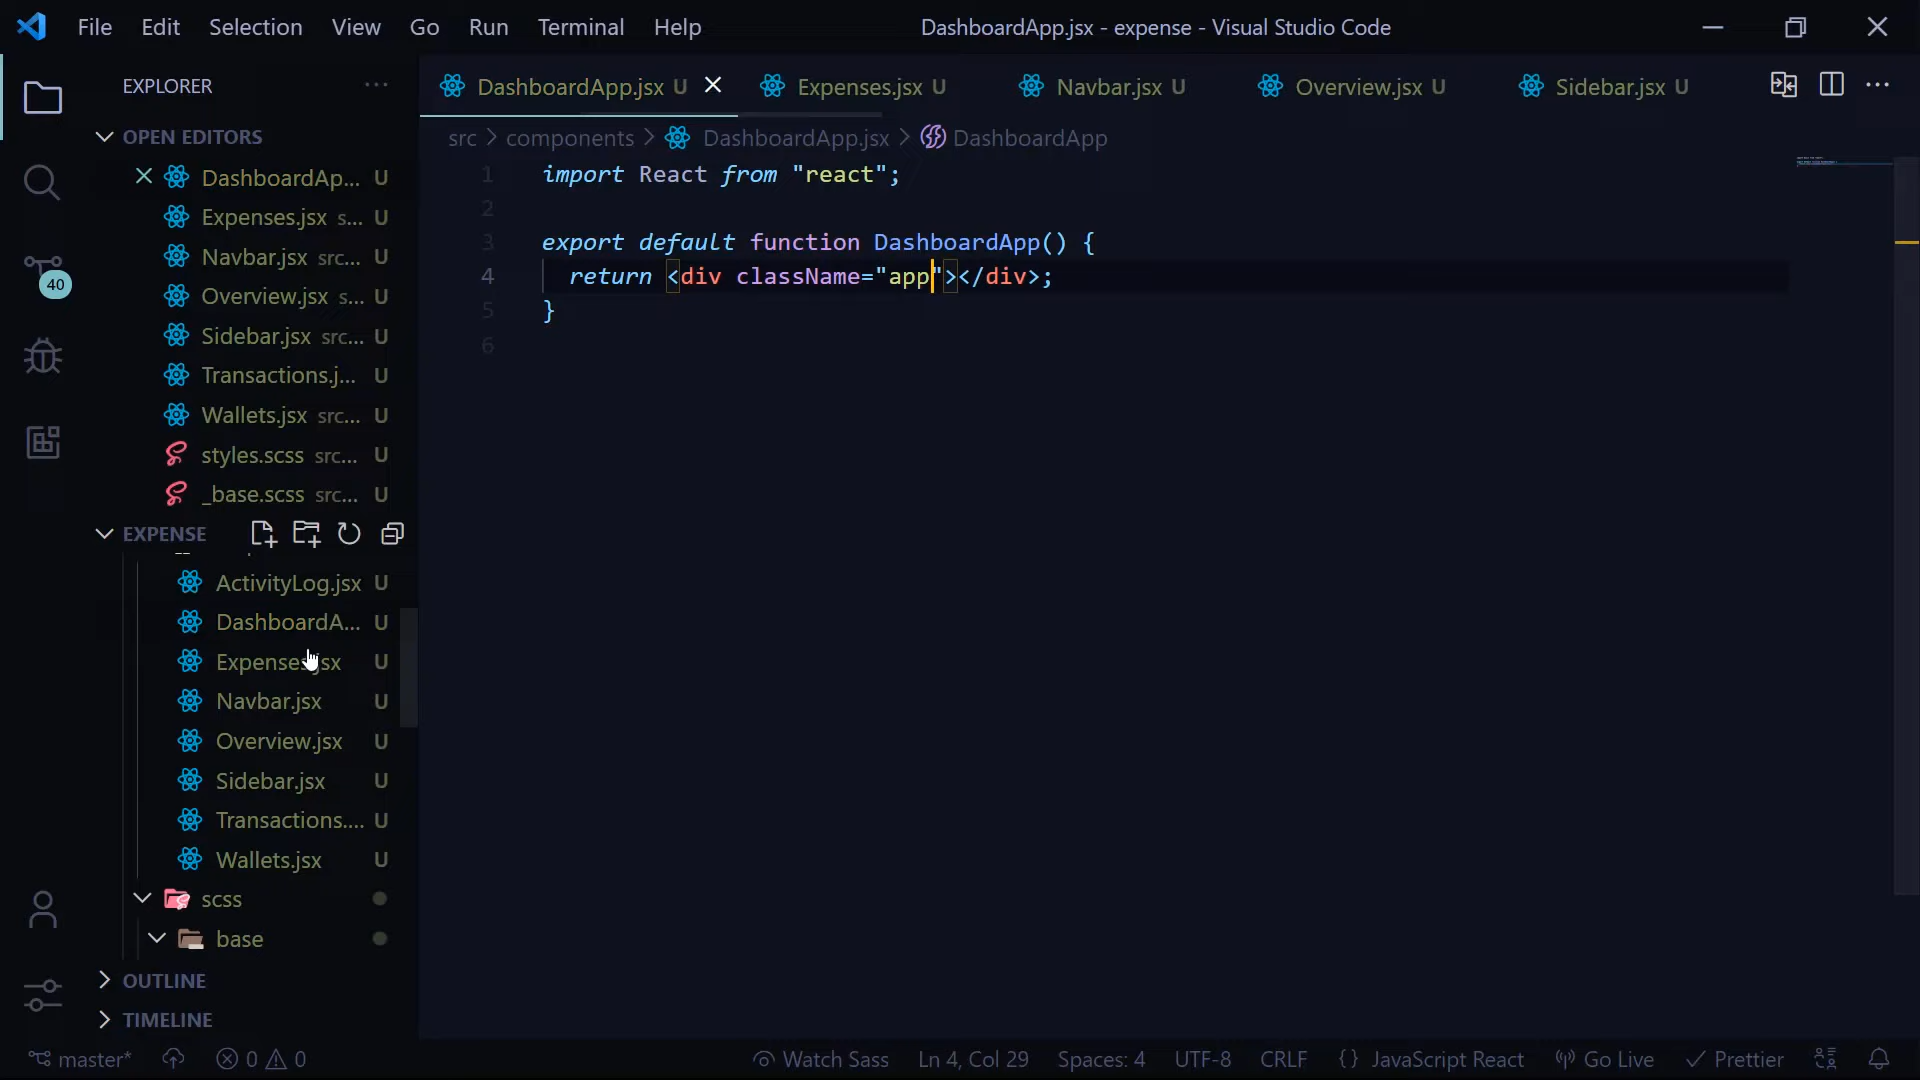 File Edit Selection View Go Run Terminal Help DashboardApp.jsx - expense - Visual Studio Code
EXPLORER
DashboardApp.jsx U Expenses.jsx U Navbar.jsx U Overview.jsx U Sidebar.jsx U
src > components > DashboardApp.jsx > DashboardApp
OPEN EDITORS
DashboardAp... U
Expenses.jsx s... U
Navbar.jsx src... U
Overview.jsx s... U
Sidebar.jsx src... U
Transactions.j... U
Wallets.jsx src... U
styles.scss src... U
_base.scss src... U
40
EXPENSE
ActivityLog.jsx U
DashboardA... U
Expenses.jsx U
Navbar.jsx U
Overview.jsx U
Sidebar.jsx U
Transactions.... U
Wallets.jsx U
scss
base
OUTLINE
TIMELINE
1 import React from "react";
2
3 export default function DashboardApp() {
4 return <div className="app"></div>;
5 }
6
master* 0 0 Watch Sass Ln 4, Col 29 Spaces: 4 UTF-8 CRLF {} JavaScript React Go Live Prettier